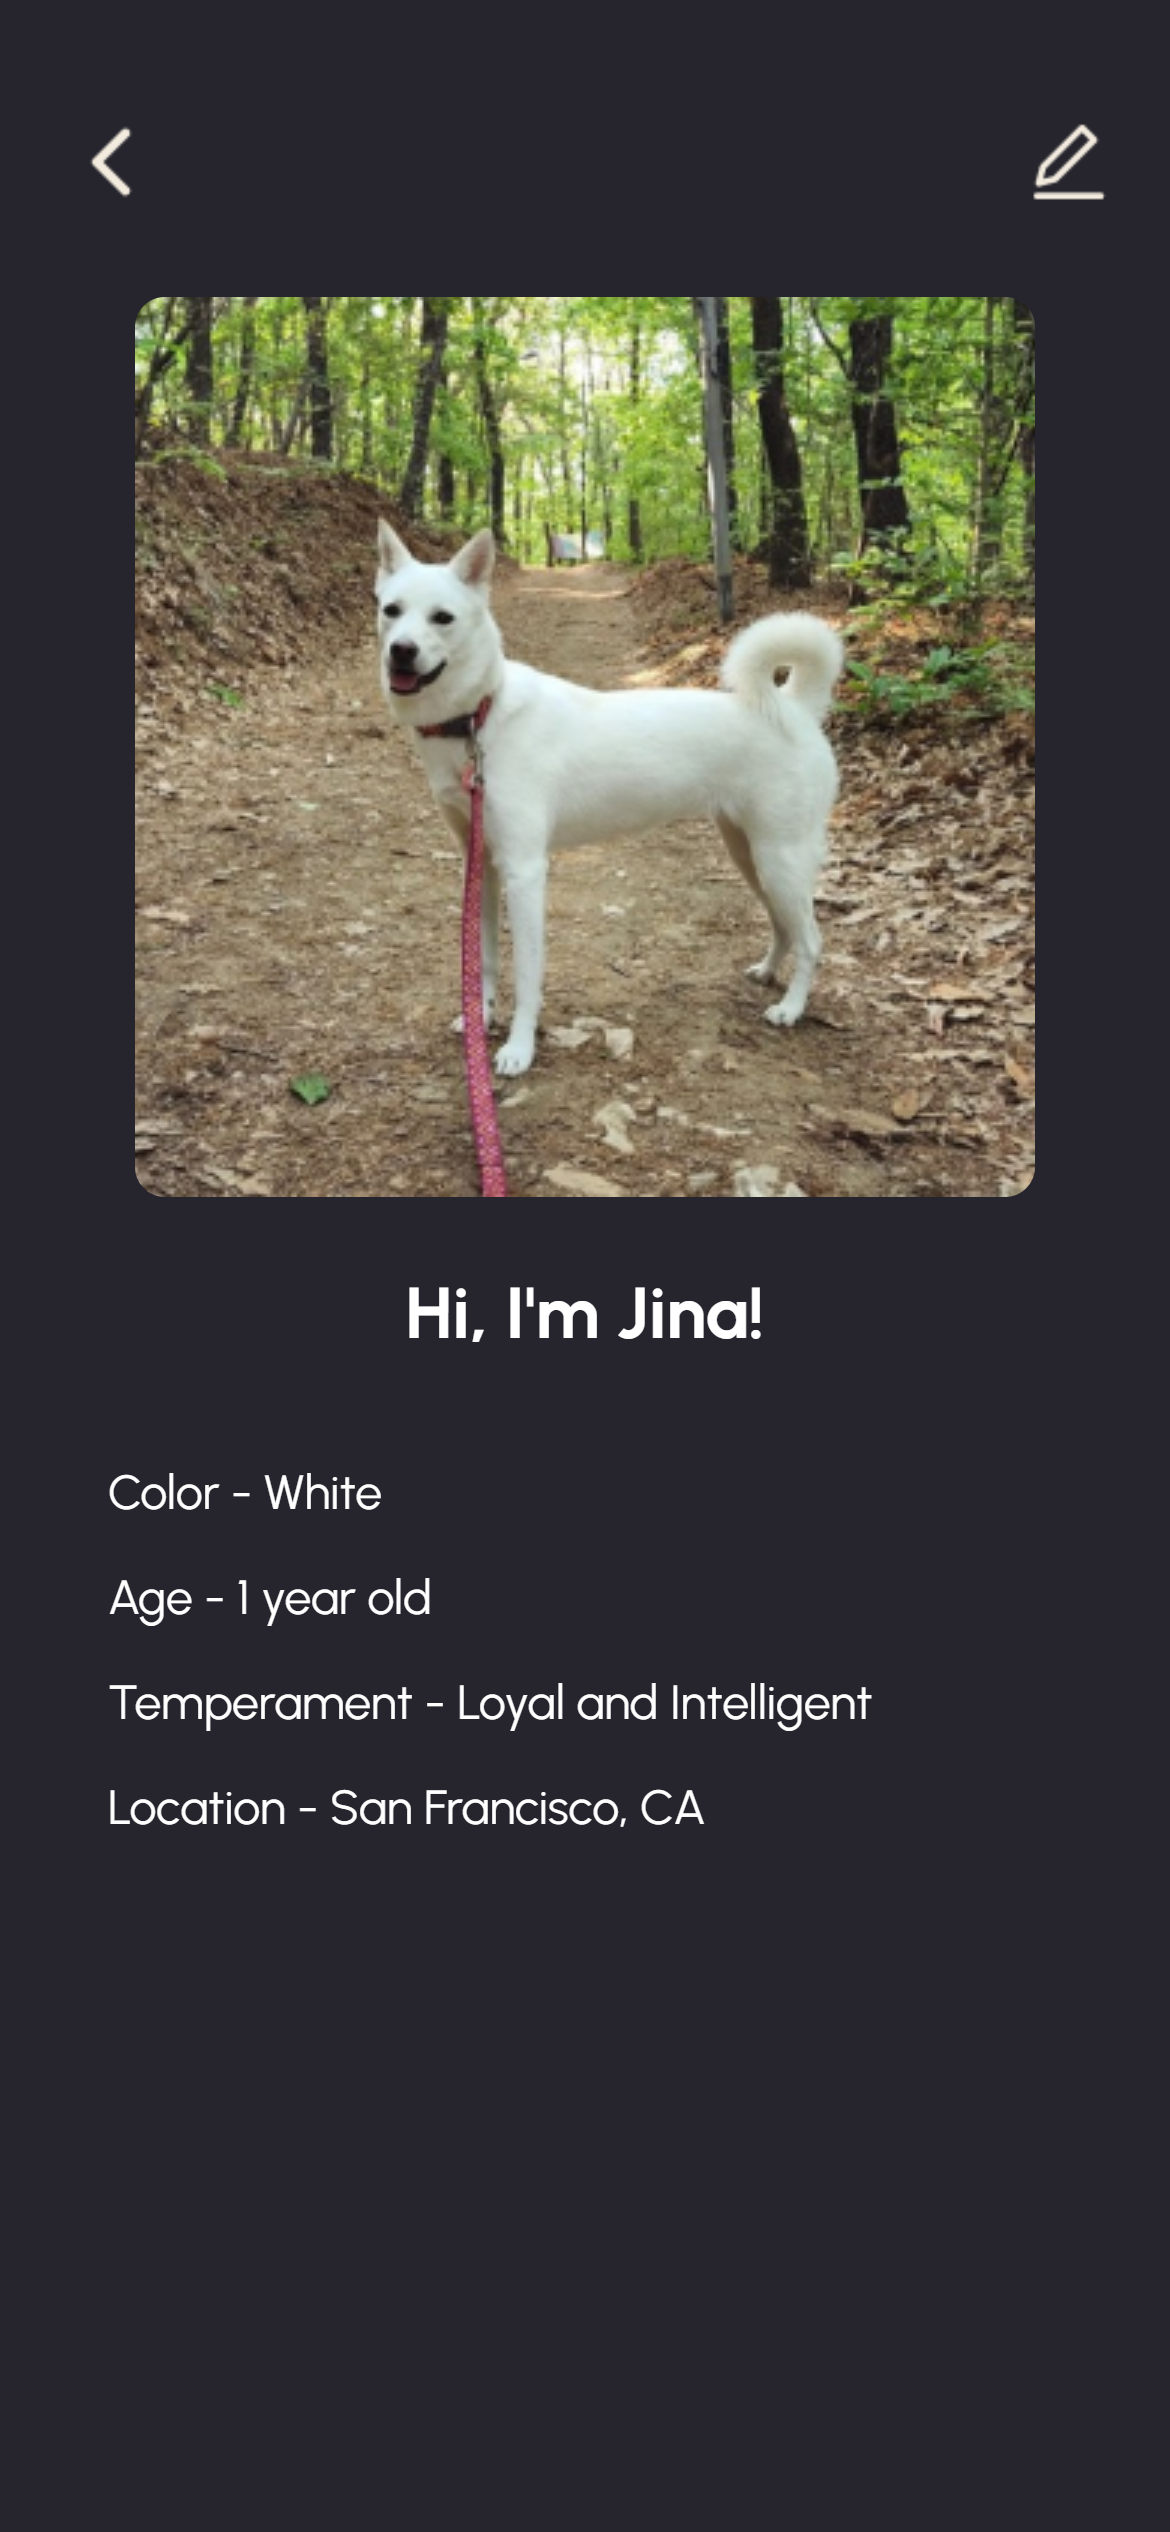 Hi, I'm Jina!
Color - White
Age - 1 year old
Temperament - Loyal and Intelligent
Location - San Francisco, CA